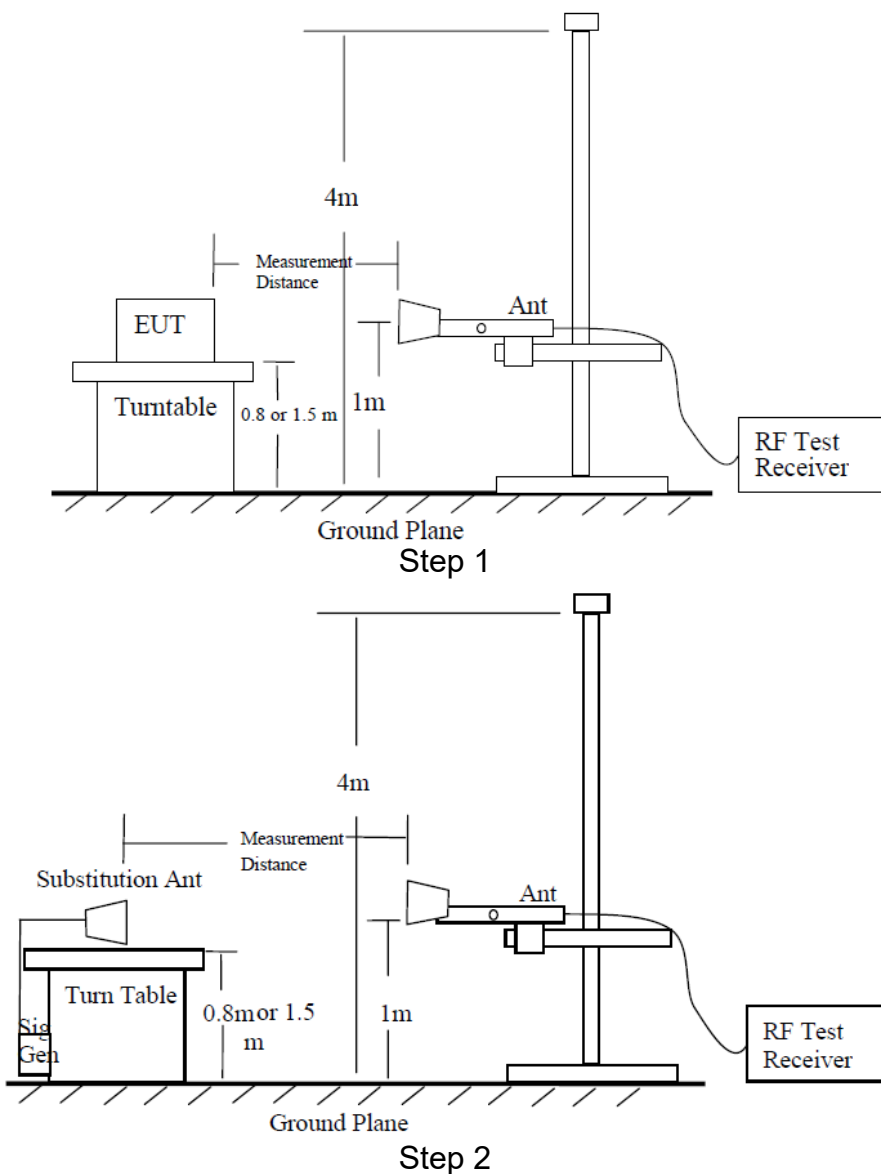 4m
Measurement
Distance
EUT
Ant
Turntable
0.8 or 1.5 m
1m
RF Test
Receiver
Ground Plane
Step 1
4m
Measurement
Distance
Substitution Ant
Ant
Turn Table
0.8m or 1.5
m
1m
Sig
Gen
RF Test
Receiver
Ground Plane
Step 2